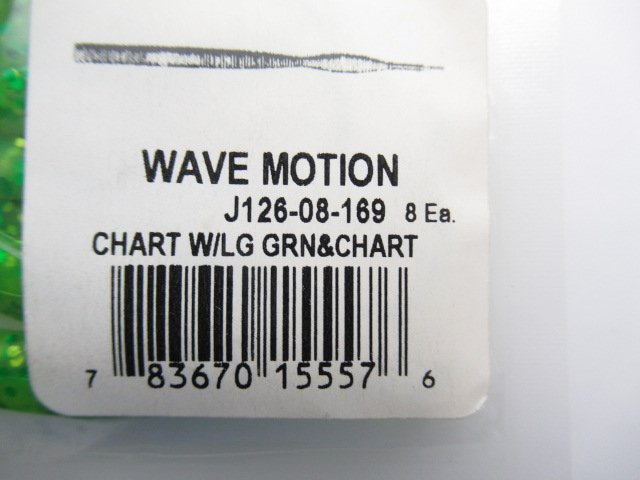 WAVE MOTION
J126-08-169 8 Ea.
CHART W/LG GRN&CHART
7 83670 15557 6